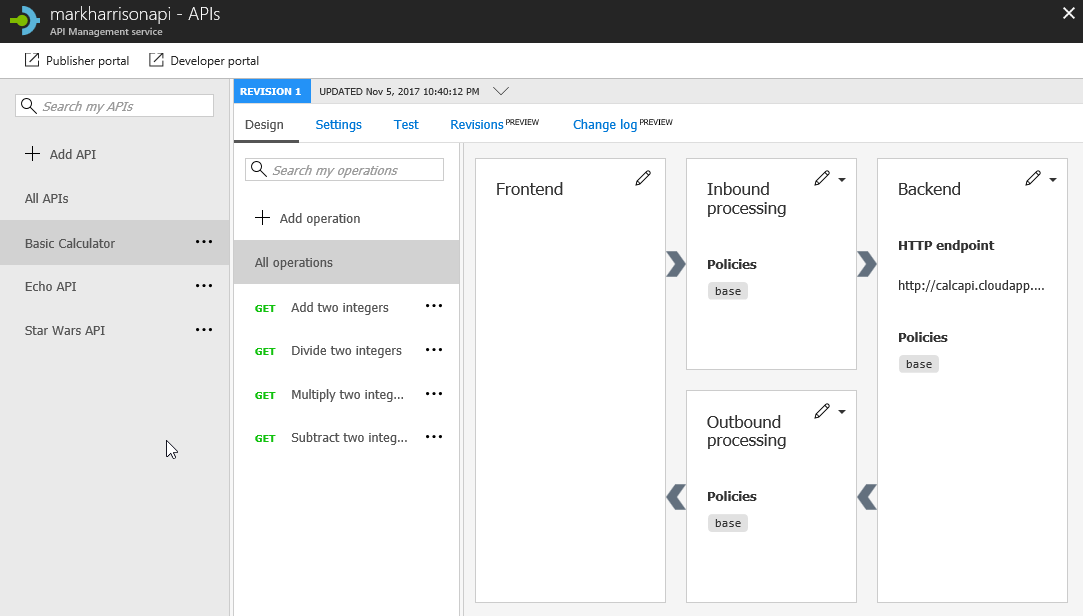 markharrisonapi - APIs
API Management service
Publisher portal
Developer portal
Search my APIs
Add API
All APIs
Basic Calculator
Echo API
Star Wars API
REVISION 1
UPDATED Nov 5, 2017 10:40:12 PM
Design
Settings
Test
Revisions PREVIEW
Change log PREVIEW
Search my operations
Add operation
All operations
GET Add two integers
GET Divide two integers
GET Multiply two integ...
GET Subtract two integ...
Frontend
Inbound
processing
Policies
base
Outbound
processing
Policies
base
Backend
HTTP endpoint
http://calcapi.cloudapp....
Policies
base